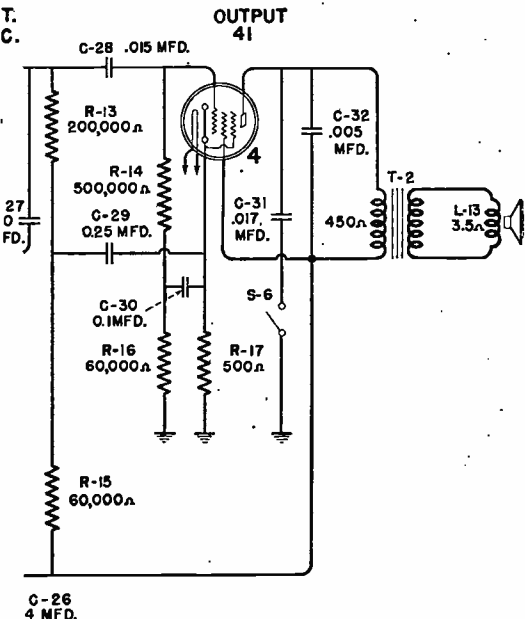 T.
C.
OUTPUT
41
C-28 .015 MFD.
R-13
200,000Ω
4
C-32
.005
MFD.
R-14
500,000Ω
T-2
27
0
FD.
C-29
0.25 MFD.
C-31
.017.
MFD.
450Ω
L-13
3.5Ω
S-6
C-30
0.1MFD.
R-16
60,000Ω
R-17
500Ω
R-15
60,000Ω
C-26
4 MFD.